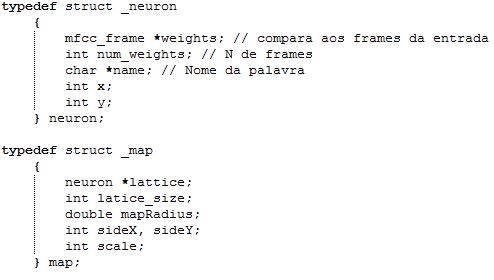 typedef struct _neuron
{
mfcc_frame *weights; // compara aos frames da entrada
int num_weights; // N de frames
char *name; // Nome da palavra
int x;
int y;
} neuron;
typedef struct _map
{
neuron *lattice;
int latice_size;
double mapRadius;
int sideX, sideY;
int scale;
} map;